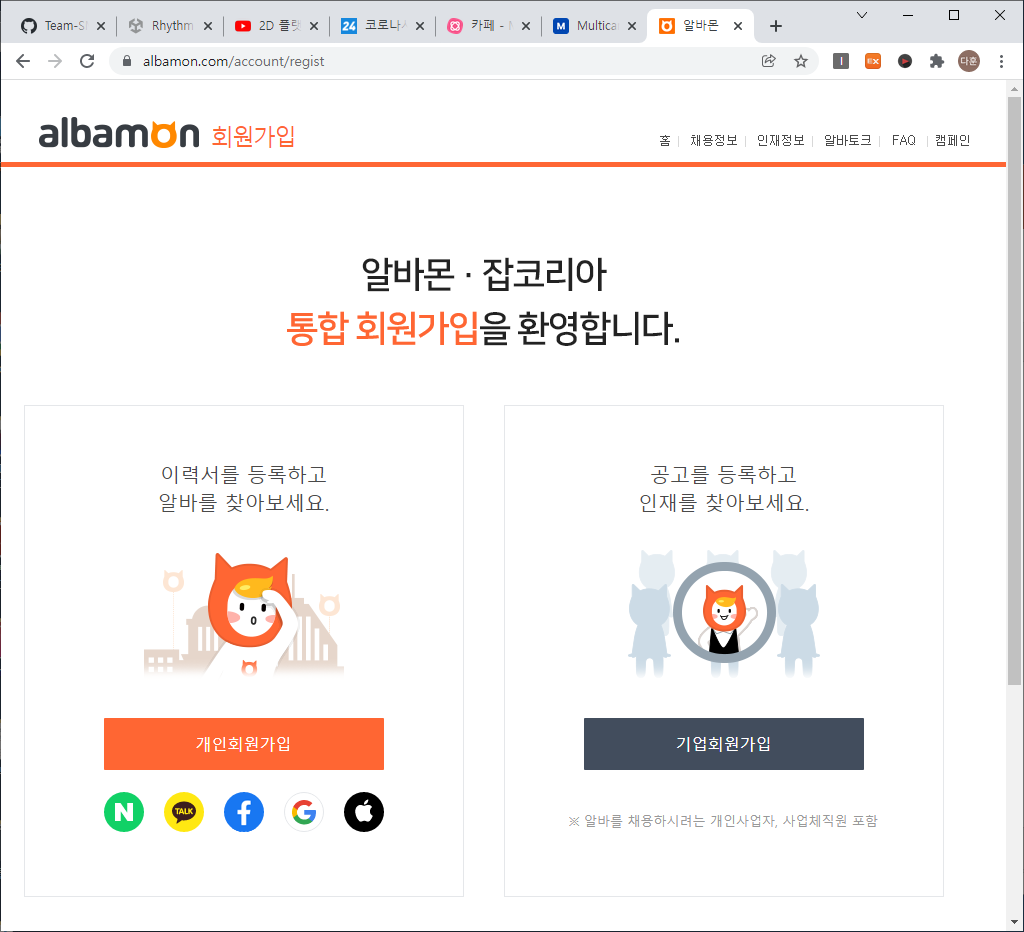 Team-S
Rhythm
2D 플랫
24
코로나
카페 -
M
Multica
알바몬
albamon.com/account/regist
다훈
albamon 회원가입
홈 채용정보 인재정보 알바토크 FAQ 캠페인
알바몬 · 잡코리아
통합 회원가입을 환영합니다.
이력서를 등록하고
알바를 찾아보세요.
공고를 등록하고
인재를 찾아보세요.
개인회원가입
기업회원가입
N
TALK
f
G
※ 알바를 채용하시려는 개인사업자, 사업체직원 포함